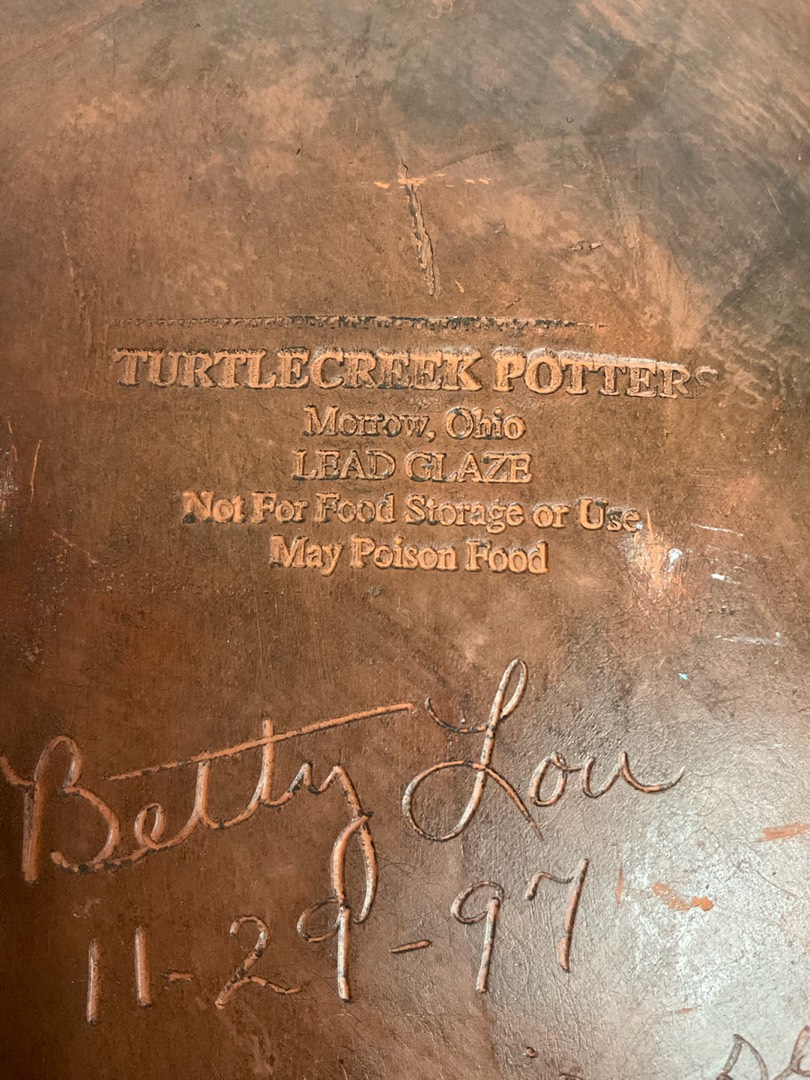 TURTLECREEK POTTERS
Morrow, Ohio
LEAD GLAZE
Not For Food Storage or Use
May Poison Food
Betty Lou
11-29-97